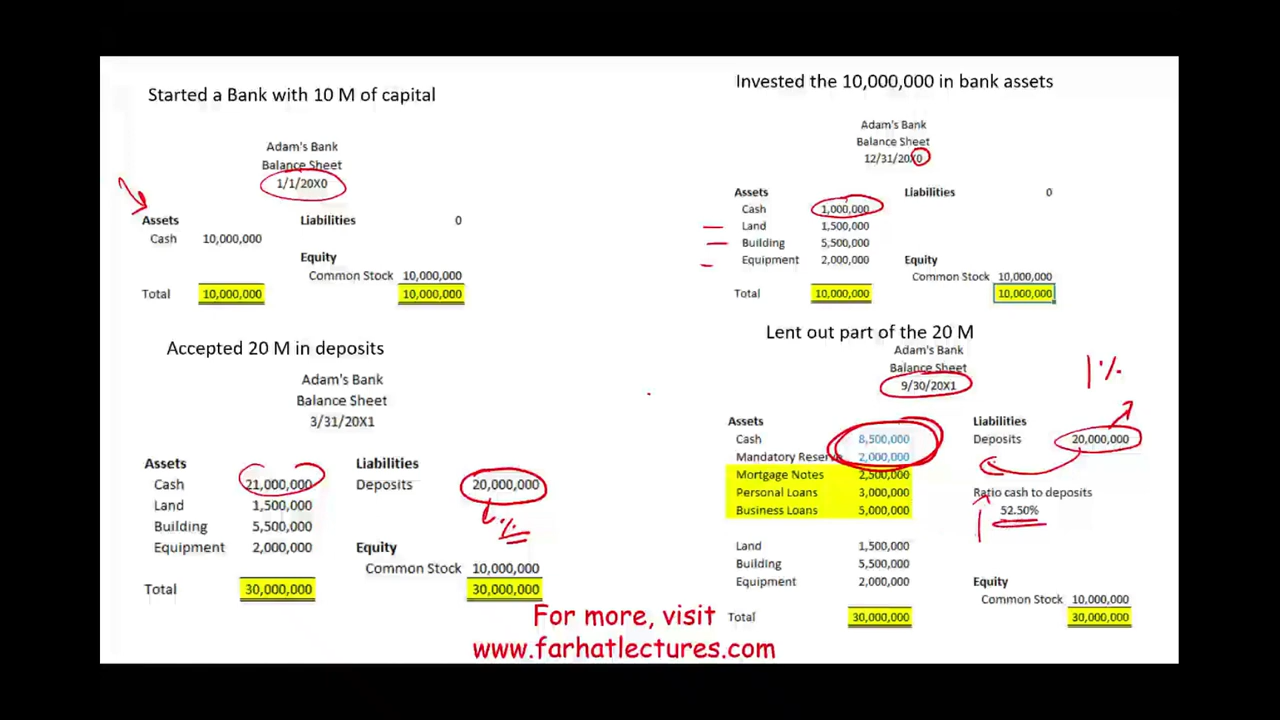 Started a Bank with 10 M of capital
Adam's Bank
Balance Sheet
1/1/20X0
Assets Liabilities 0
Cash 10,000,000
Equity
Common Stock 10,000,000
Total 10,000,000 10,000,000
Invested the 10,000,000 in bank assets
Adam's Bank
Balance Sheet
12/31/20X0
Assets Liabilities 0
Cash 1,000,000
Land 1,500,000
Building 5,500,000
Equipment 2,000,000 Equity
Common Stock 10,000,000
Total 10,000,000 10,000,000
Accepted 20 M in deposits
Adam's Bank
Balance Sheet
3/31/20X1
Assets Liabilities
Cash 21,000,000 Deposits 20,000,000
Land 1,500,000
%
Building 5,500,000
Equipment 2,000,000 Equity
Common Stock 10,000,000
Total 30,000,000 30,000,000
Lent out part of the 20 M
Adam's Bank
Balance Sheet
9/30/20X1
1%
Assets Liabilities
Cash 8,500,000 Deposits 20,000,000
Mandatory Reserve 2,000,000
Mortgage Notes 2,500,000
Personal Loans 3,000,000 Ratio cash to deposits
Business Loans 5,000,000 52.50%
Land 1,500,000
Building 5,500,000
Equipment 2,000,000 Equity
Common Stock 10,000,000
Total 30,000,000 30,000,000
For more, visit
www.farhatlectures.com